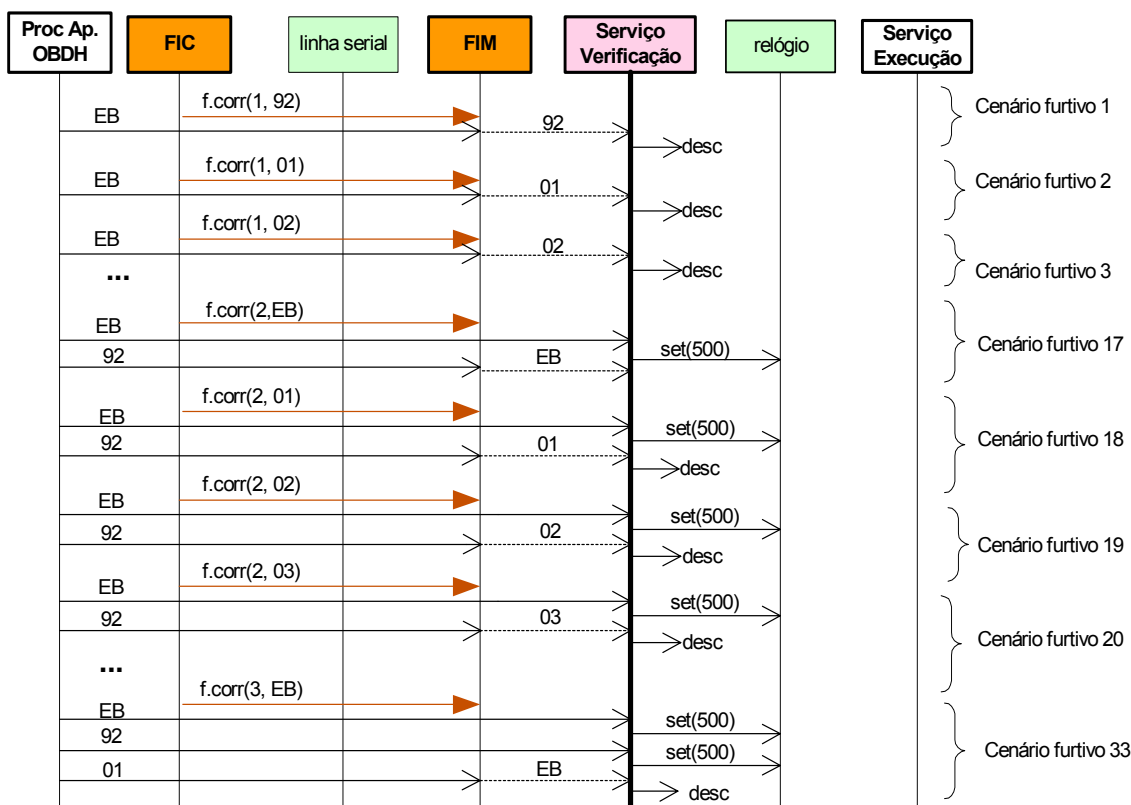 Proc Ap. OBDH
FIC
linha serial
FIM
Serviço Verificação
relógio
Serviço Execução
f.corr(1, 92)
Cenário furtivo 1
EB
92
desc
f.corr(1, 01)
Cenário furtivo 2
EB
01
desc
f.corr(1, 02)
EB
02
desc
Cenário furtivo 3
...
f.corr(2,EB)
EB
Cenário furtivo 17
92
EB
set(500)
f.corr(2, 01)
EB
set(500)
Cenário furtivo 18
92
01
desc
f.corr(2, 02)
EB
set(500)
92
02
Cenário furtivo 19
desc
f.corr(2, 03)
EB
set(500)
92
03
Cenário furtivo 20
desc
...
f.corr(3, EB)
EB
set(500)
92
set(500)
Cenário furtivo 33
01
EB
desc